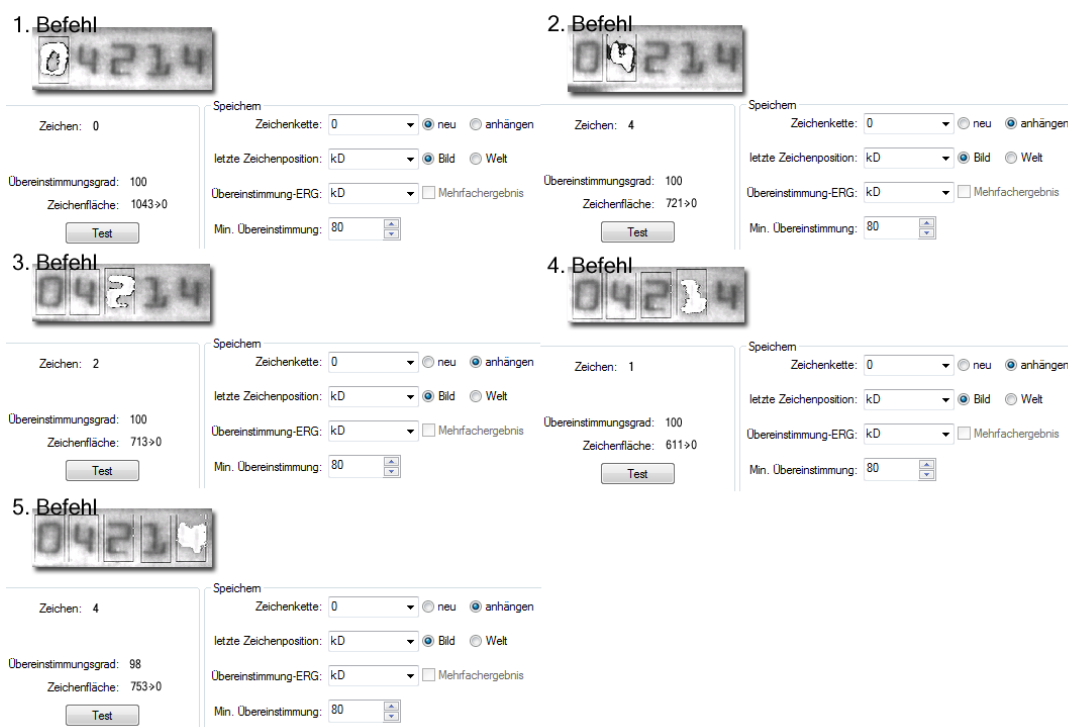 1. Befehl
04214
Zeichen: 0
Übereinstimmungsgrad: 100
Zeichenfläche: 1043->0
Test
Speichern
Zeichenkette: 0 neu anhängen
letzte Zeichenposition: kD Bild Welt
Übereinstimmung-ERG: kD Mehrfachergebnis
Min. Übereinstimmung: 80
2. Befehl
04214
Zeichen: 4
Übereinstimmungsgrad: 100
Zeichenfläche: 721->0
Test
Speichern
Zeichenkette: 0 neu anhängen
letzte Zeichenposition: kD Bild Welt
Übereinstimmung-ERG: kD Mehrfachergebnis
Min. Übereinstimmung: 80
3. Befehl
04214
Zeichen: 2
Übereinstimmungsgrad: 100
Zeichenfläche: 713->0
Test
Speichern
Zeichenkette: 0 neu anhängen
letzte Zeichenposition: kD Bild Welt
Übereinstimmung-ERG: kD Mehrfachergebnis
Min. Übereinstimmung: 80
4. Befehl
04214
Zeichen: 1
Übereinstimmungsgrad: 100
Zeichenfläche: 611->0
Test
Speichern
Zeichenkette: 0 neu anhängen
letzte Zeichenposition: kD Bild Welt
Übereinstimmung-ERG: kD Mehrfachergebnis
Min. Übereinstimmung: 80
5. Befehl
04214
Zeichen: 4
Übereinstimmungsgrad: 98
Zeichenfläche: 753->0
Test
Speichern
Zeichenkette: 0 neu anhängen
letzte Zeichenposition: kD Bild Welt
Übereinstimmung-ERG: kD Mehrfachergebnis
Min. Übereinstimmung: 80